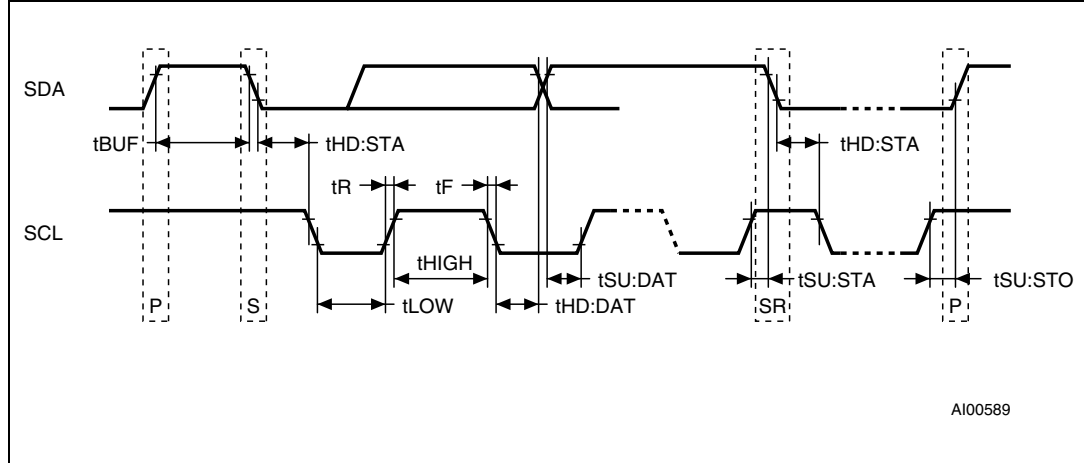 SDA
tBUF tHD:STA tHD:STA
tR tF
SCL
tHIGH tSU:DAT tSU:STA tSU:STO
P S tLOW tHD:DAT SR P
AI00589